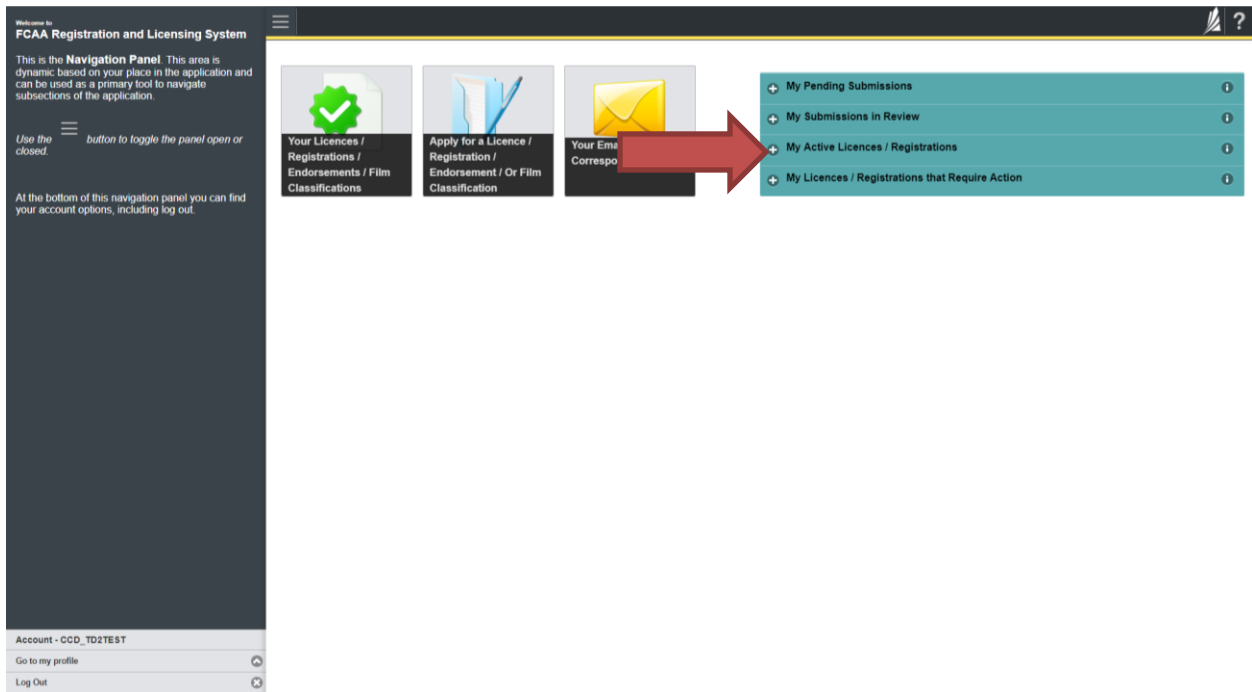 Welcome to
FCAA Registration and Licensing System
This is the Navigation Panel. This area is
dynamic based on your place in the application and
can be used as a primary tool to navigate
subsections of the application.
Use the button to toggle the panel open or
closed.
At the bottom of this navigation panel you can find
your account options, including log out.
Account - CCD_TD2TEST
Go to my profile
Log Out
?
Your Licences /
Registrations /
Endorsements / Film
Classifications
Apply for a Licence /
Registration /
Endorsement / Or Film
Classification
Your
My Pending Submissions
My Submissions in Review
My Active Licences / Registrations
My Licences / Registrations that Require Action